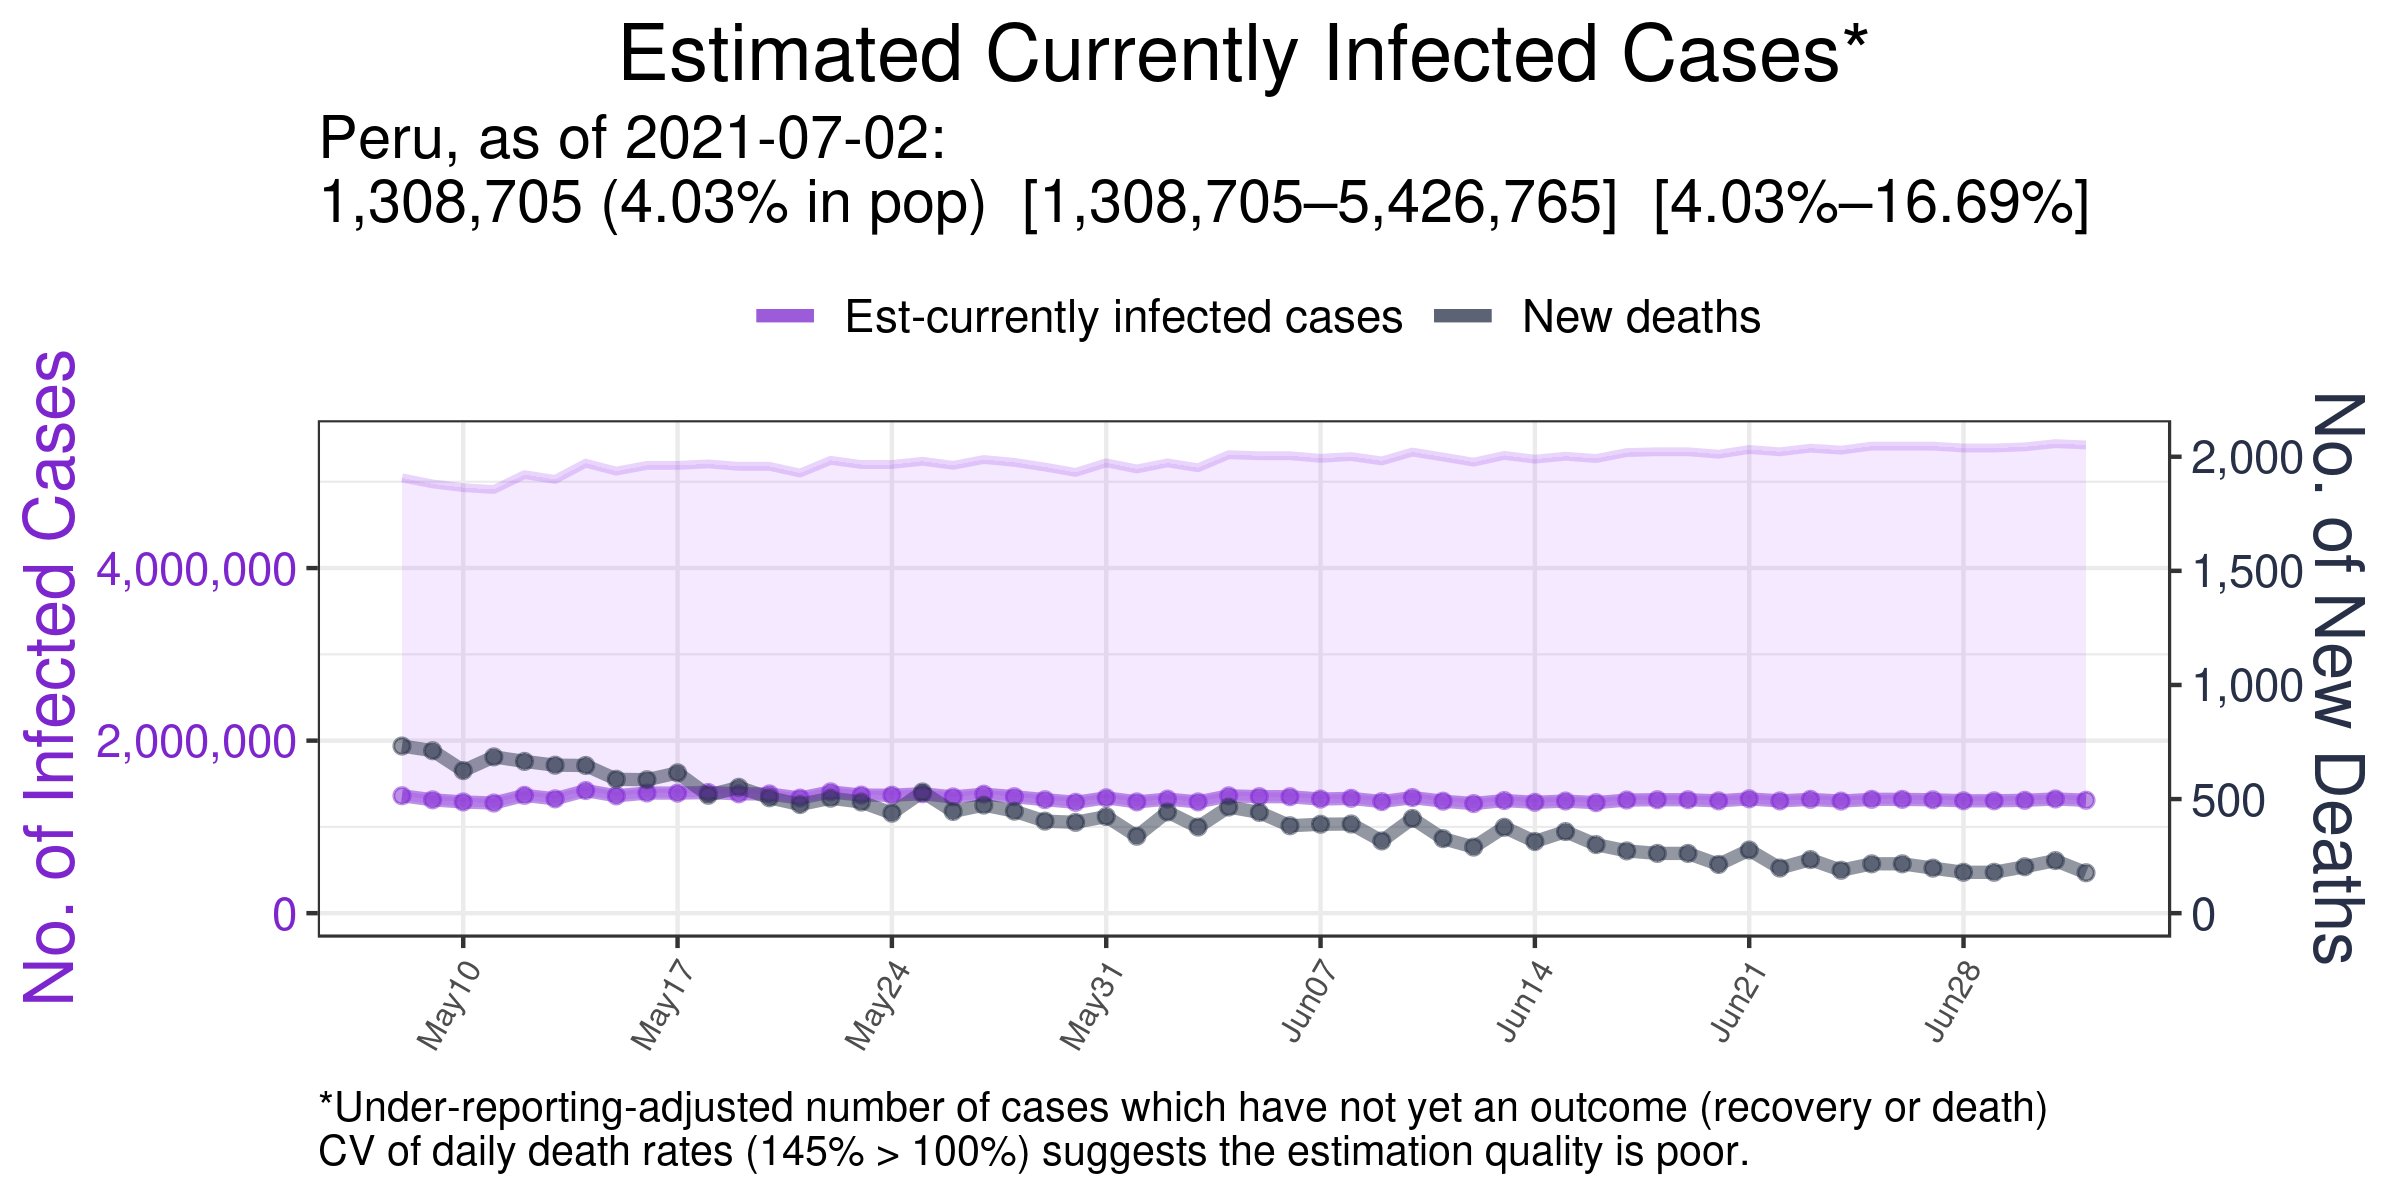 Estimated Currently Infected Cases*
Peru, as of 2021-07-02:
1,308,705 (4.03% in pop)  [1,308,705–5,426,765]  [4.03%–16.69%]
Est-currently infected cases
New deaths
No. of Infected Cases
4,000,000
2,000,000
0
2,000
1,500
1,000
500
0
No. of New Deaths
May10
May17
May24
May31
Jun07
Jun14
Jun21
Jun28
*Under-reporting-adjusted number of cases which have not yet an outcome (recovery or death)
CV of daily death rates (145% > 100%) suggests the estimation quality is poor.